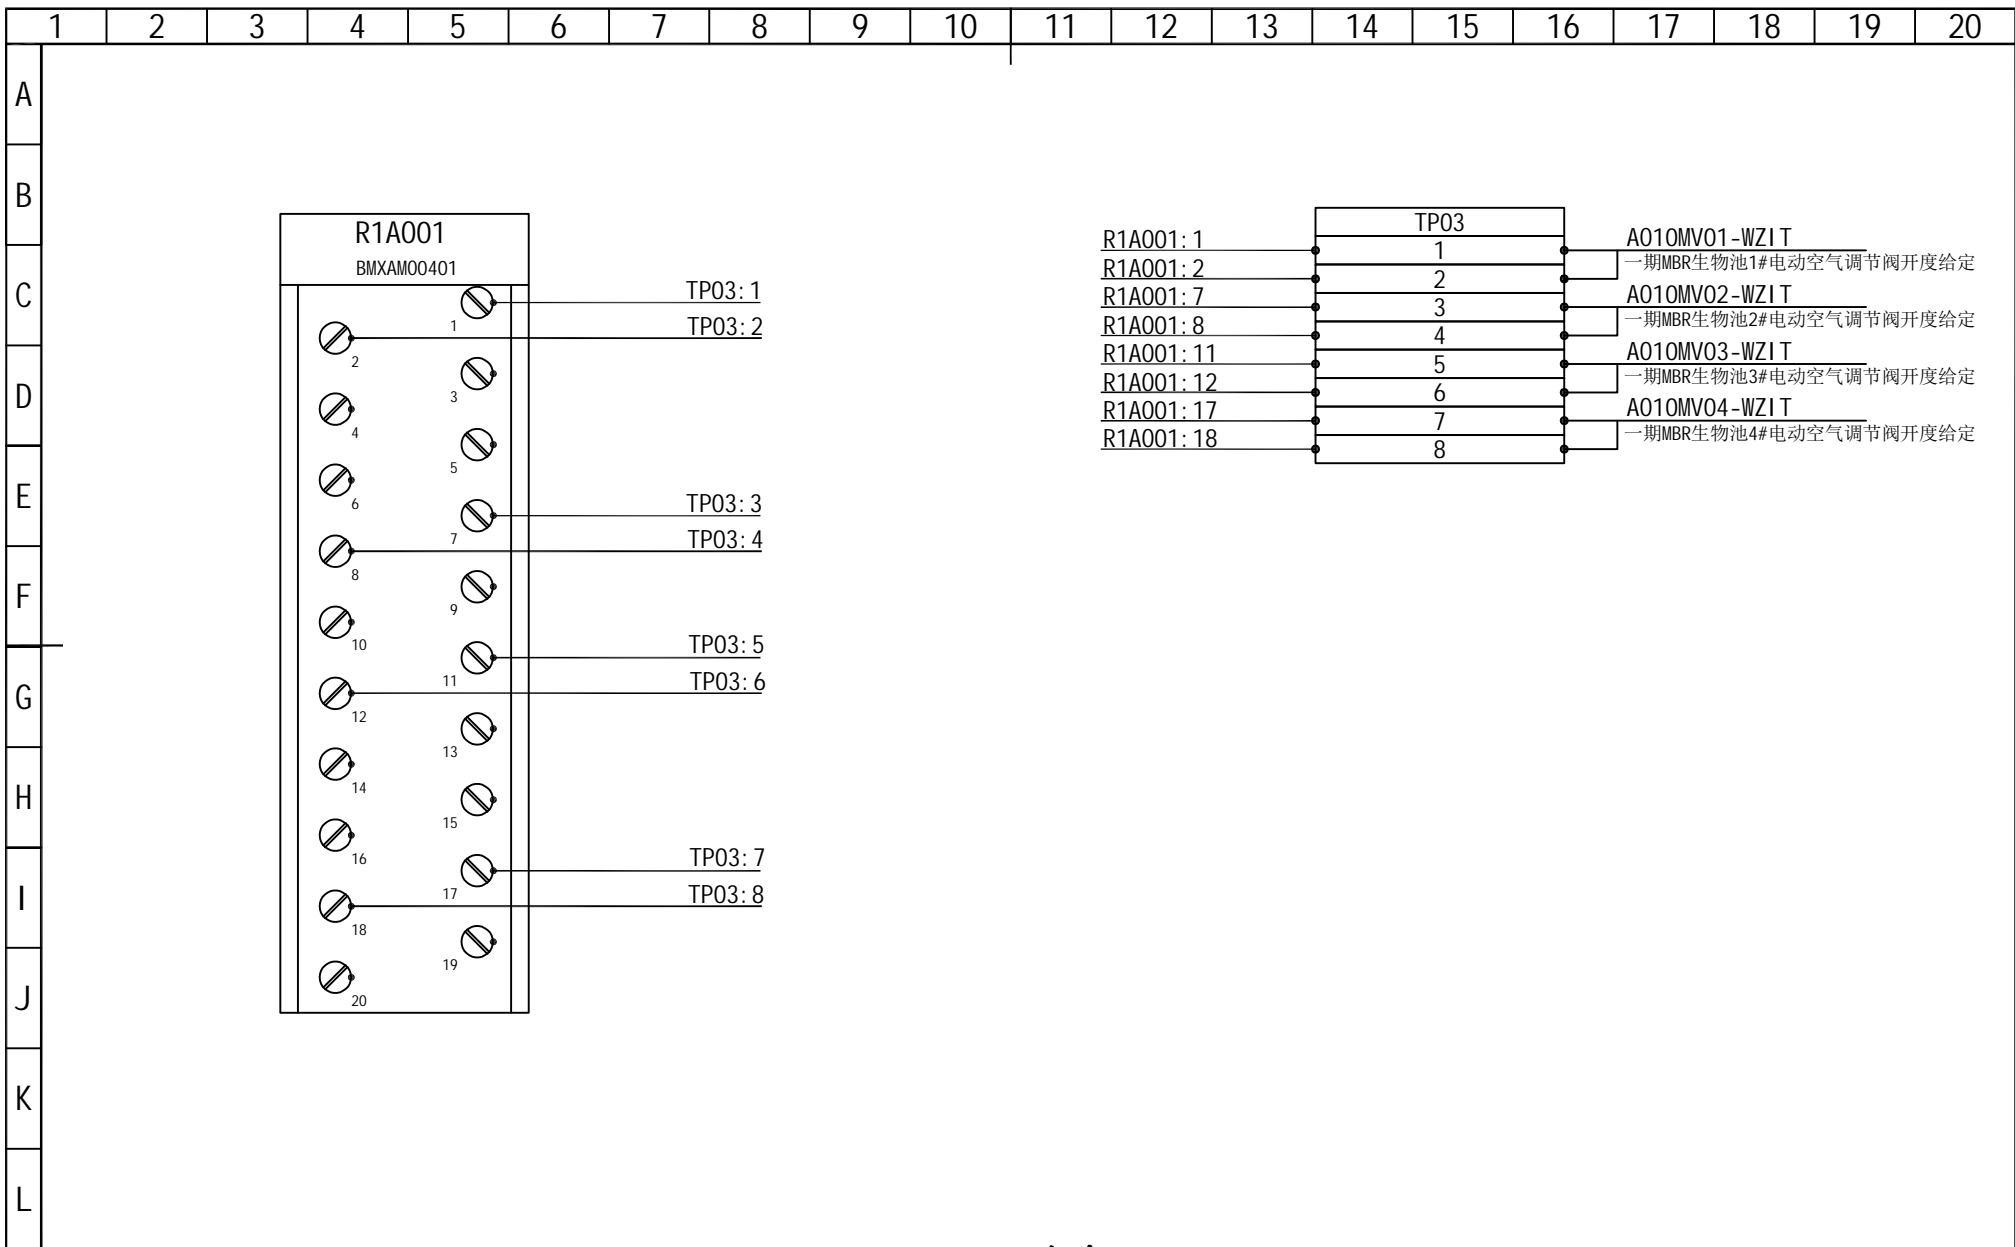 1 2 3 4 5 6 7 8 9 10 11 12 13 14 15 16 17 18 19 20
A
B
C
D
E
F
G
H
I
J
K
L
R1A001
BMXAM00401
1
2
3
4
5
6
7
8
9
10
11
12
13
14
15
16
17
18
19
20
TP03:1
TP03:2
TP03:3
TP03:4
TP03:5
TP03:6
TP03:7
TP03:8
R1A001:1
R1A001:2
R1A001:7
R1A001:8
R1A001:11
R1A001:12
R1A001:17
R1A001:18
TP03
1
2
3
4
5
6
7
8
A010MV01-WZIT
一期MBR生物池1#电动空气调节阀开度给定
A010MV02-WZIT
一期MBR生物池2#电动空气调节阀开度给定
A010MV03-WZIT
一期MBR生物池3#电动空气调节阀开度给定
A010MV04-WZIT
一期MBR生物池4#电动空气调节阀开度给定